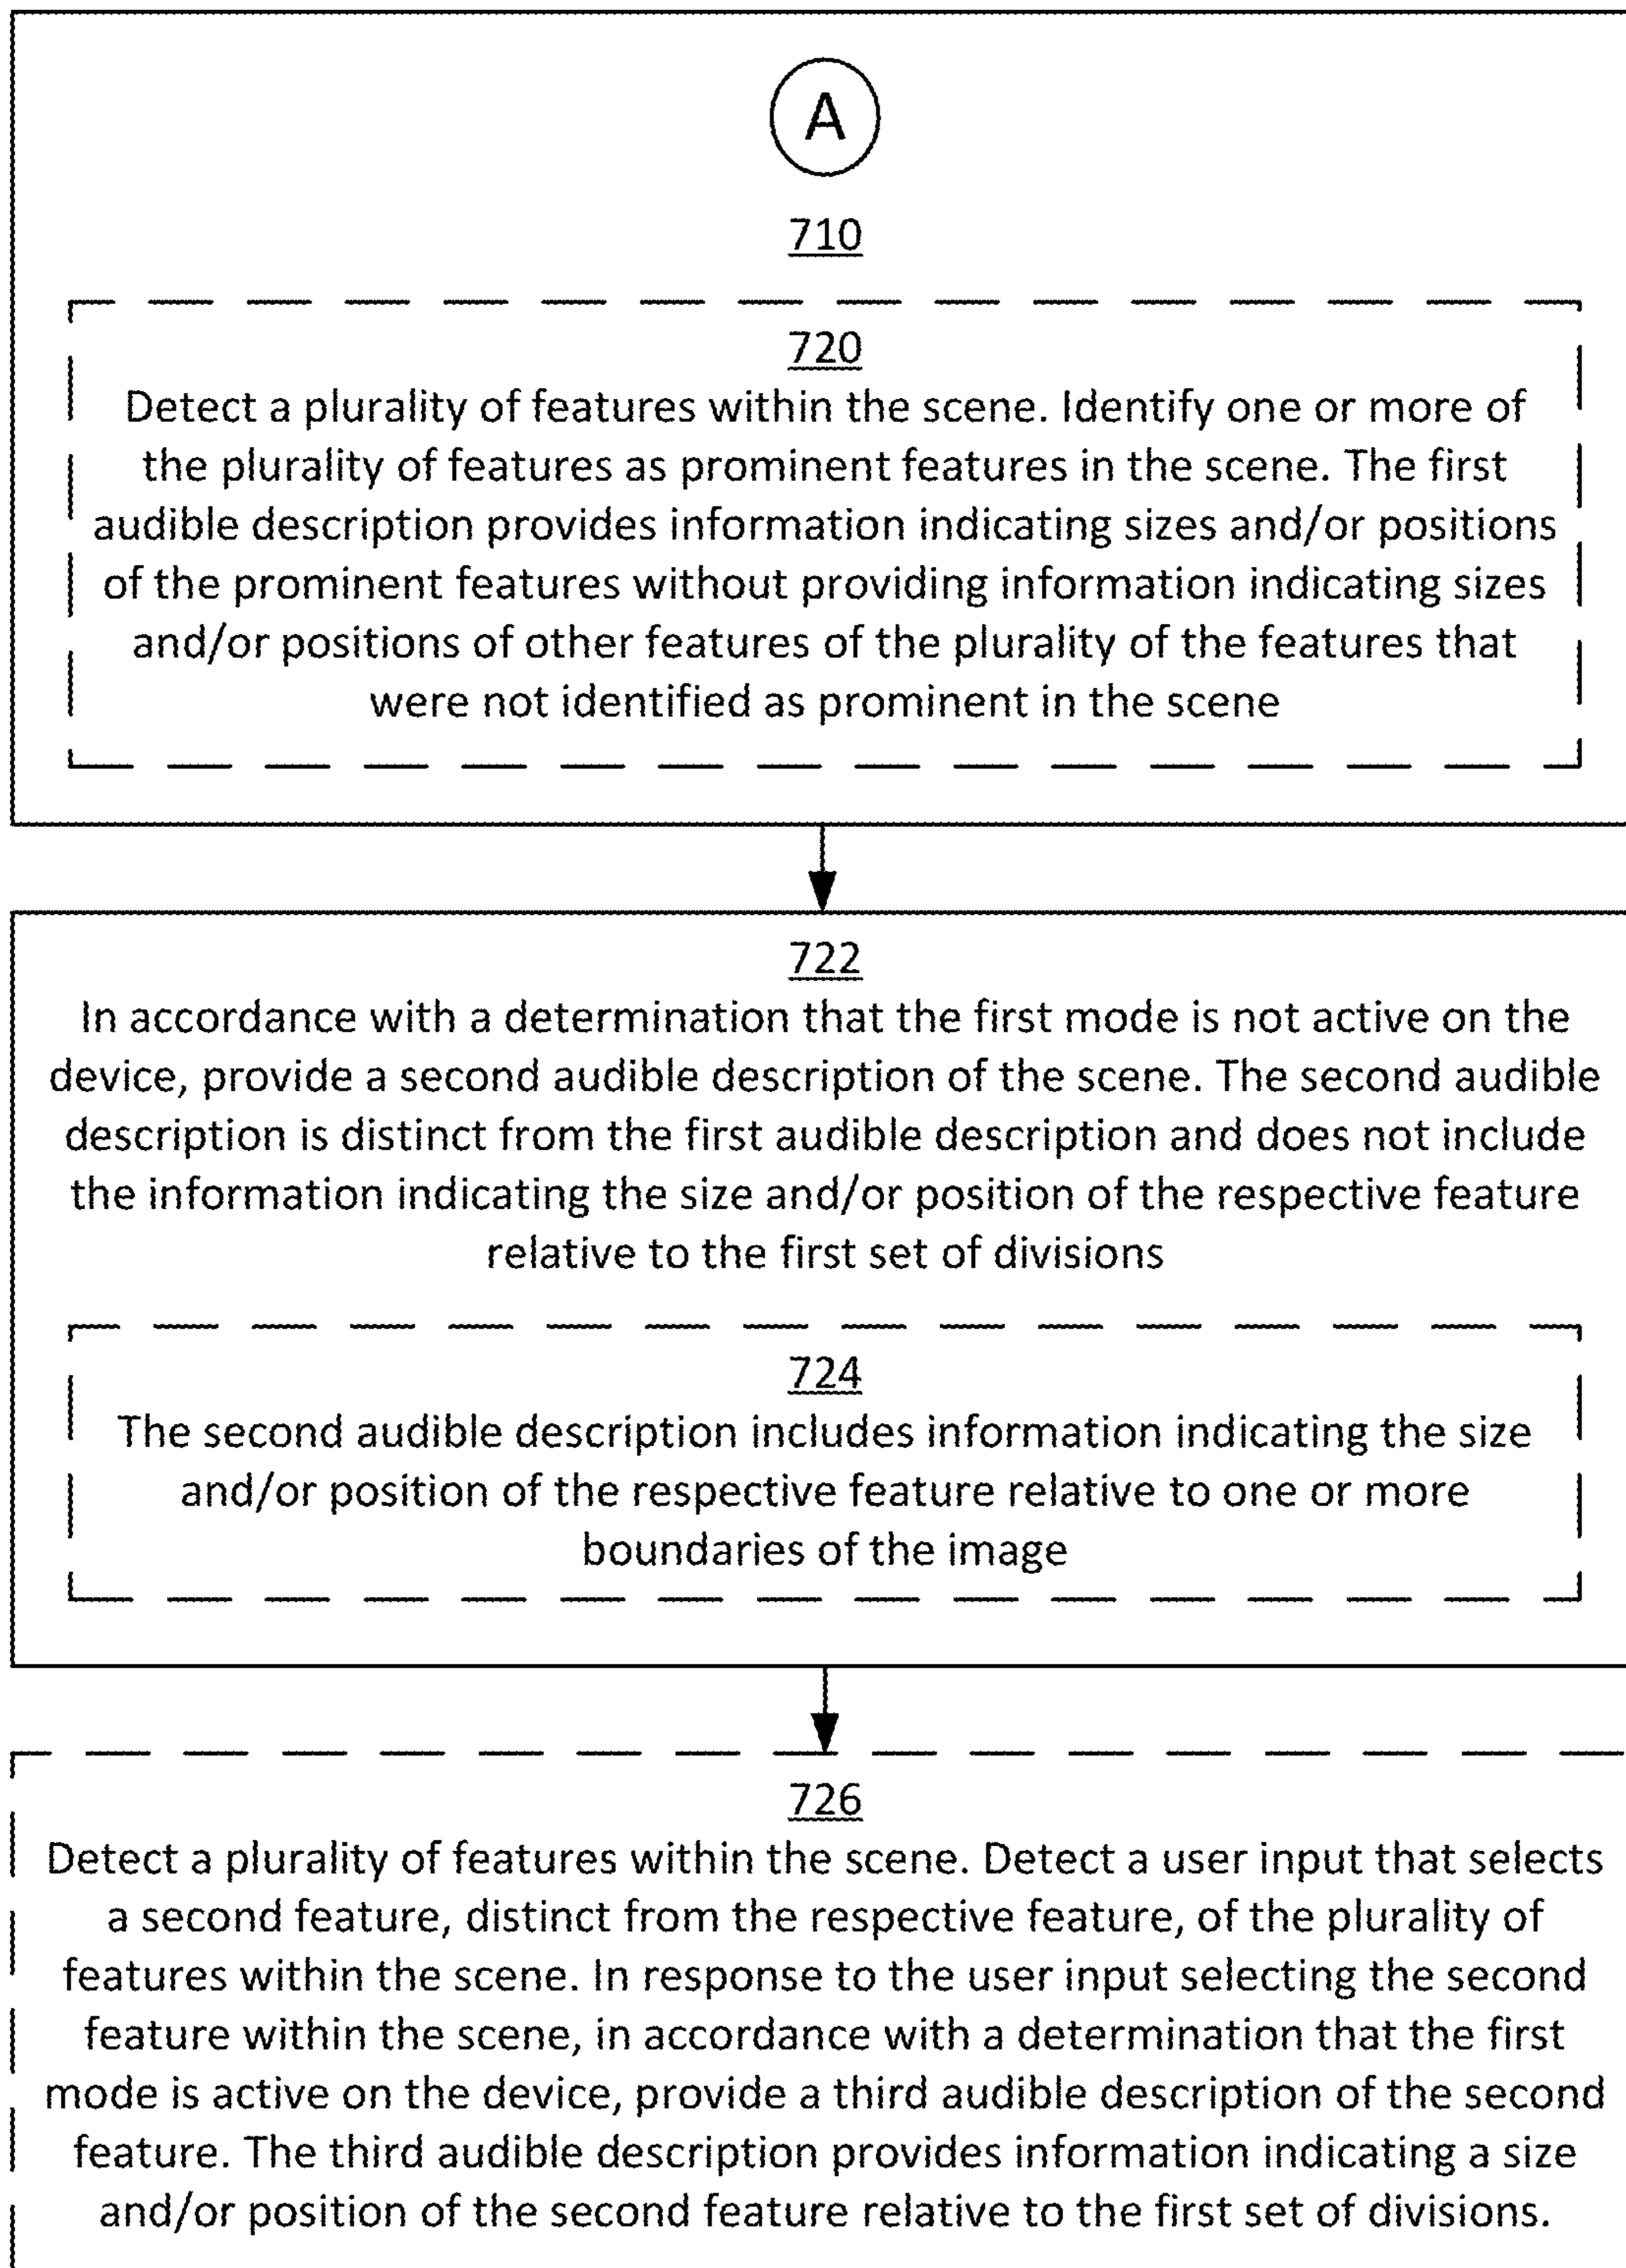 A
710
720
Detect a plurality of features within the scene. Identify one or more of
the plurality of features as prominent features in the scene. The first
audible description provides information indicating sizes and/or positions
of the prominent features without providing information indicating sizes
and/or positions of other features of the plurality of the features that
were not identified as prominent in the scene
722
In accordance with a determination that the first mode is not active on the
device, provide a second audible description of the scene. The second audible
description is distinct from the first audible description and does not include
the information indicating the size and/or position of the respective feature
relative to the first set of divisions
724
The second audible description includes information indicating the size
and/or position of the respective feature relative to one or more
boundaries of the image
726
Detect a plurality of features within the scene. Detect a user input that selects
a second feature, distinct from the respective feature, of the plurality of
features within the scene. In response to the user input selecting the second
feature within the scene, in accordance with a determination that the first
mode is active on the device, provide a third audible description of the second
feature. The third audible description provides information indicating a size
and/or position of the second feature relative to the first set of divisions.